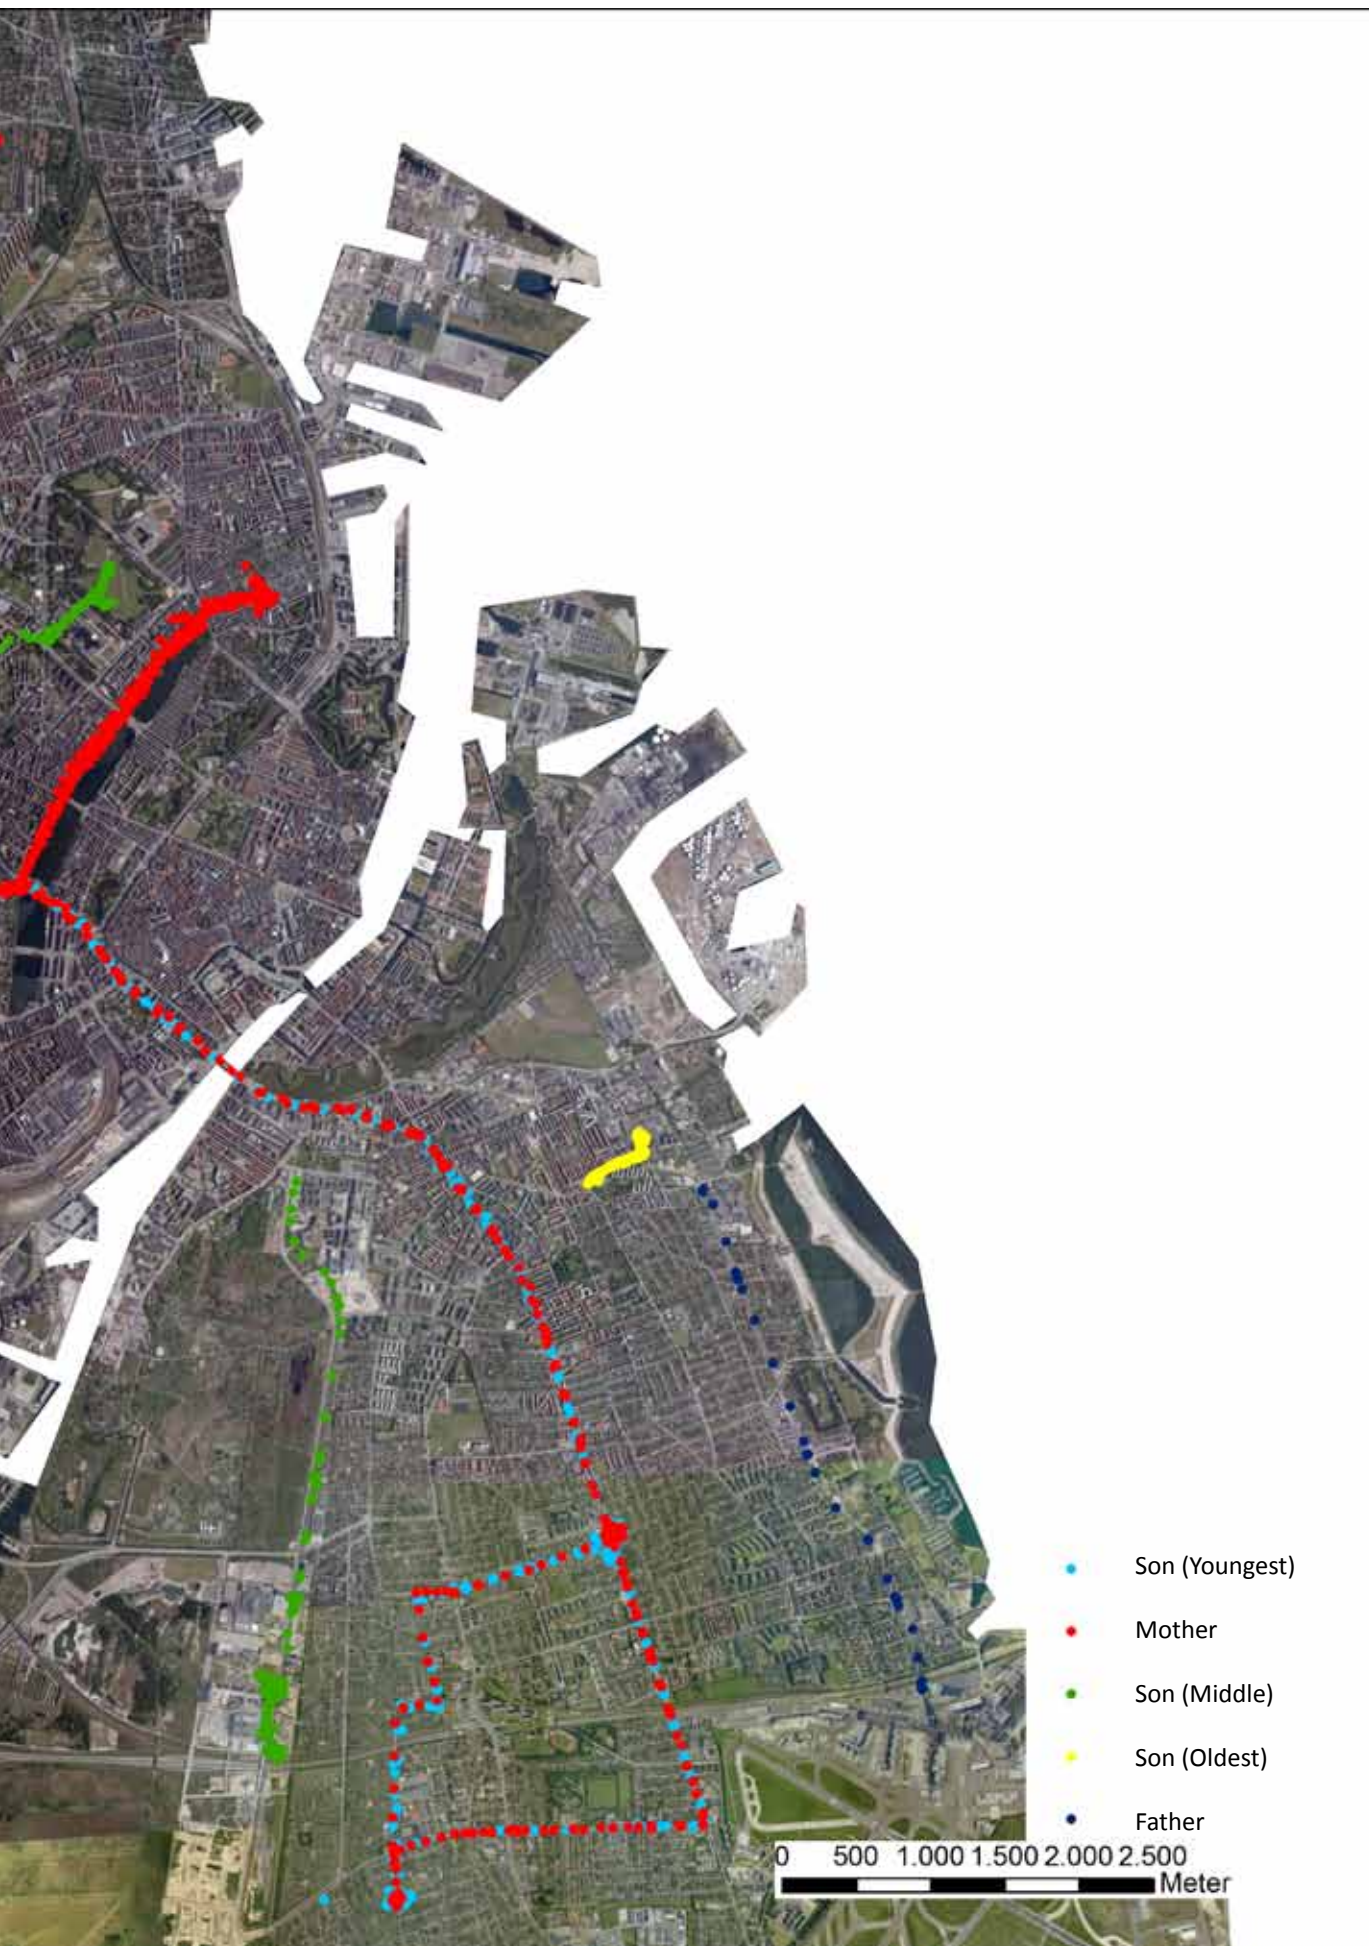 Son (Youngest)
Mother
Son (Middle)
Son (Oldest)
Father
0 500 1.000 1.500 2.000 2.500
Meter